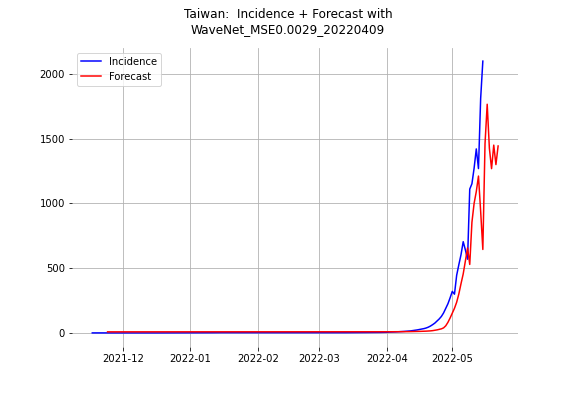 Taiwan:  Incidence + Forecast with
WaveNet_MSE0.0029_20220409
Incidence
Forecast
2000
1500
1000
500
0
2021-12 2022-01 2022-02 2022-03 2022-04 2022-05